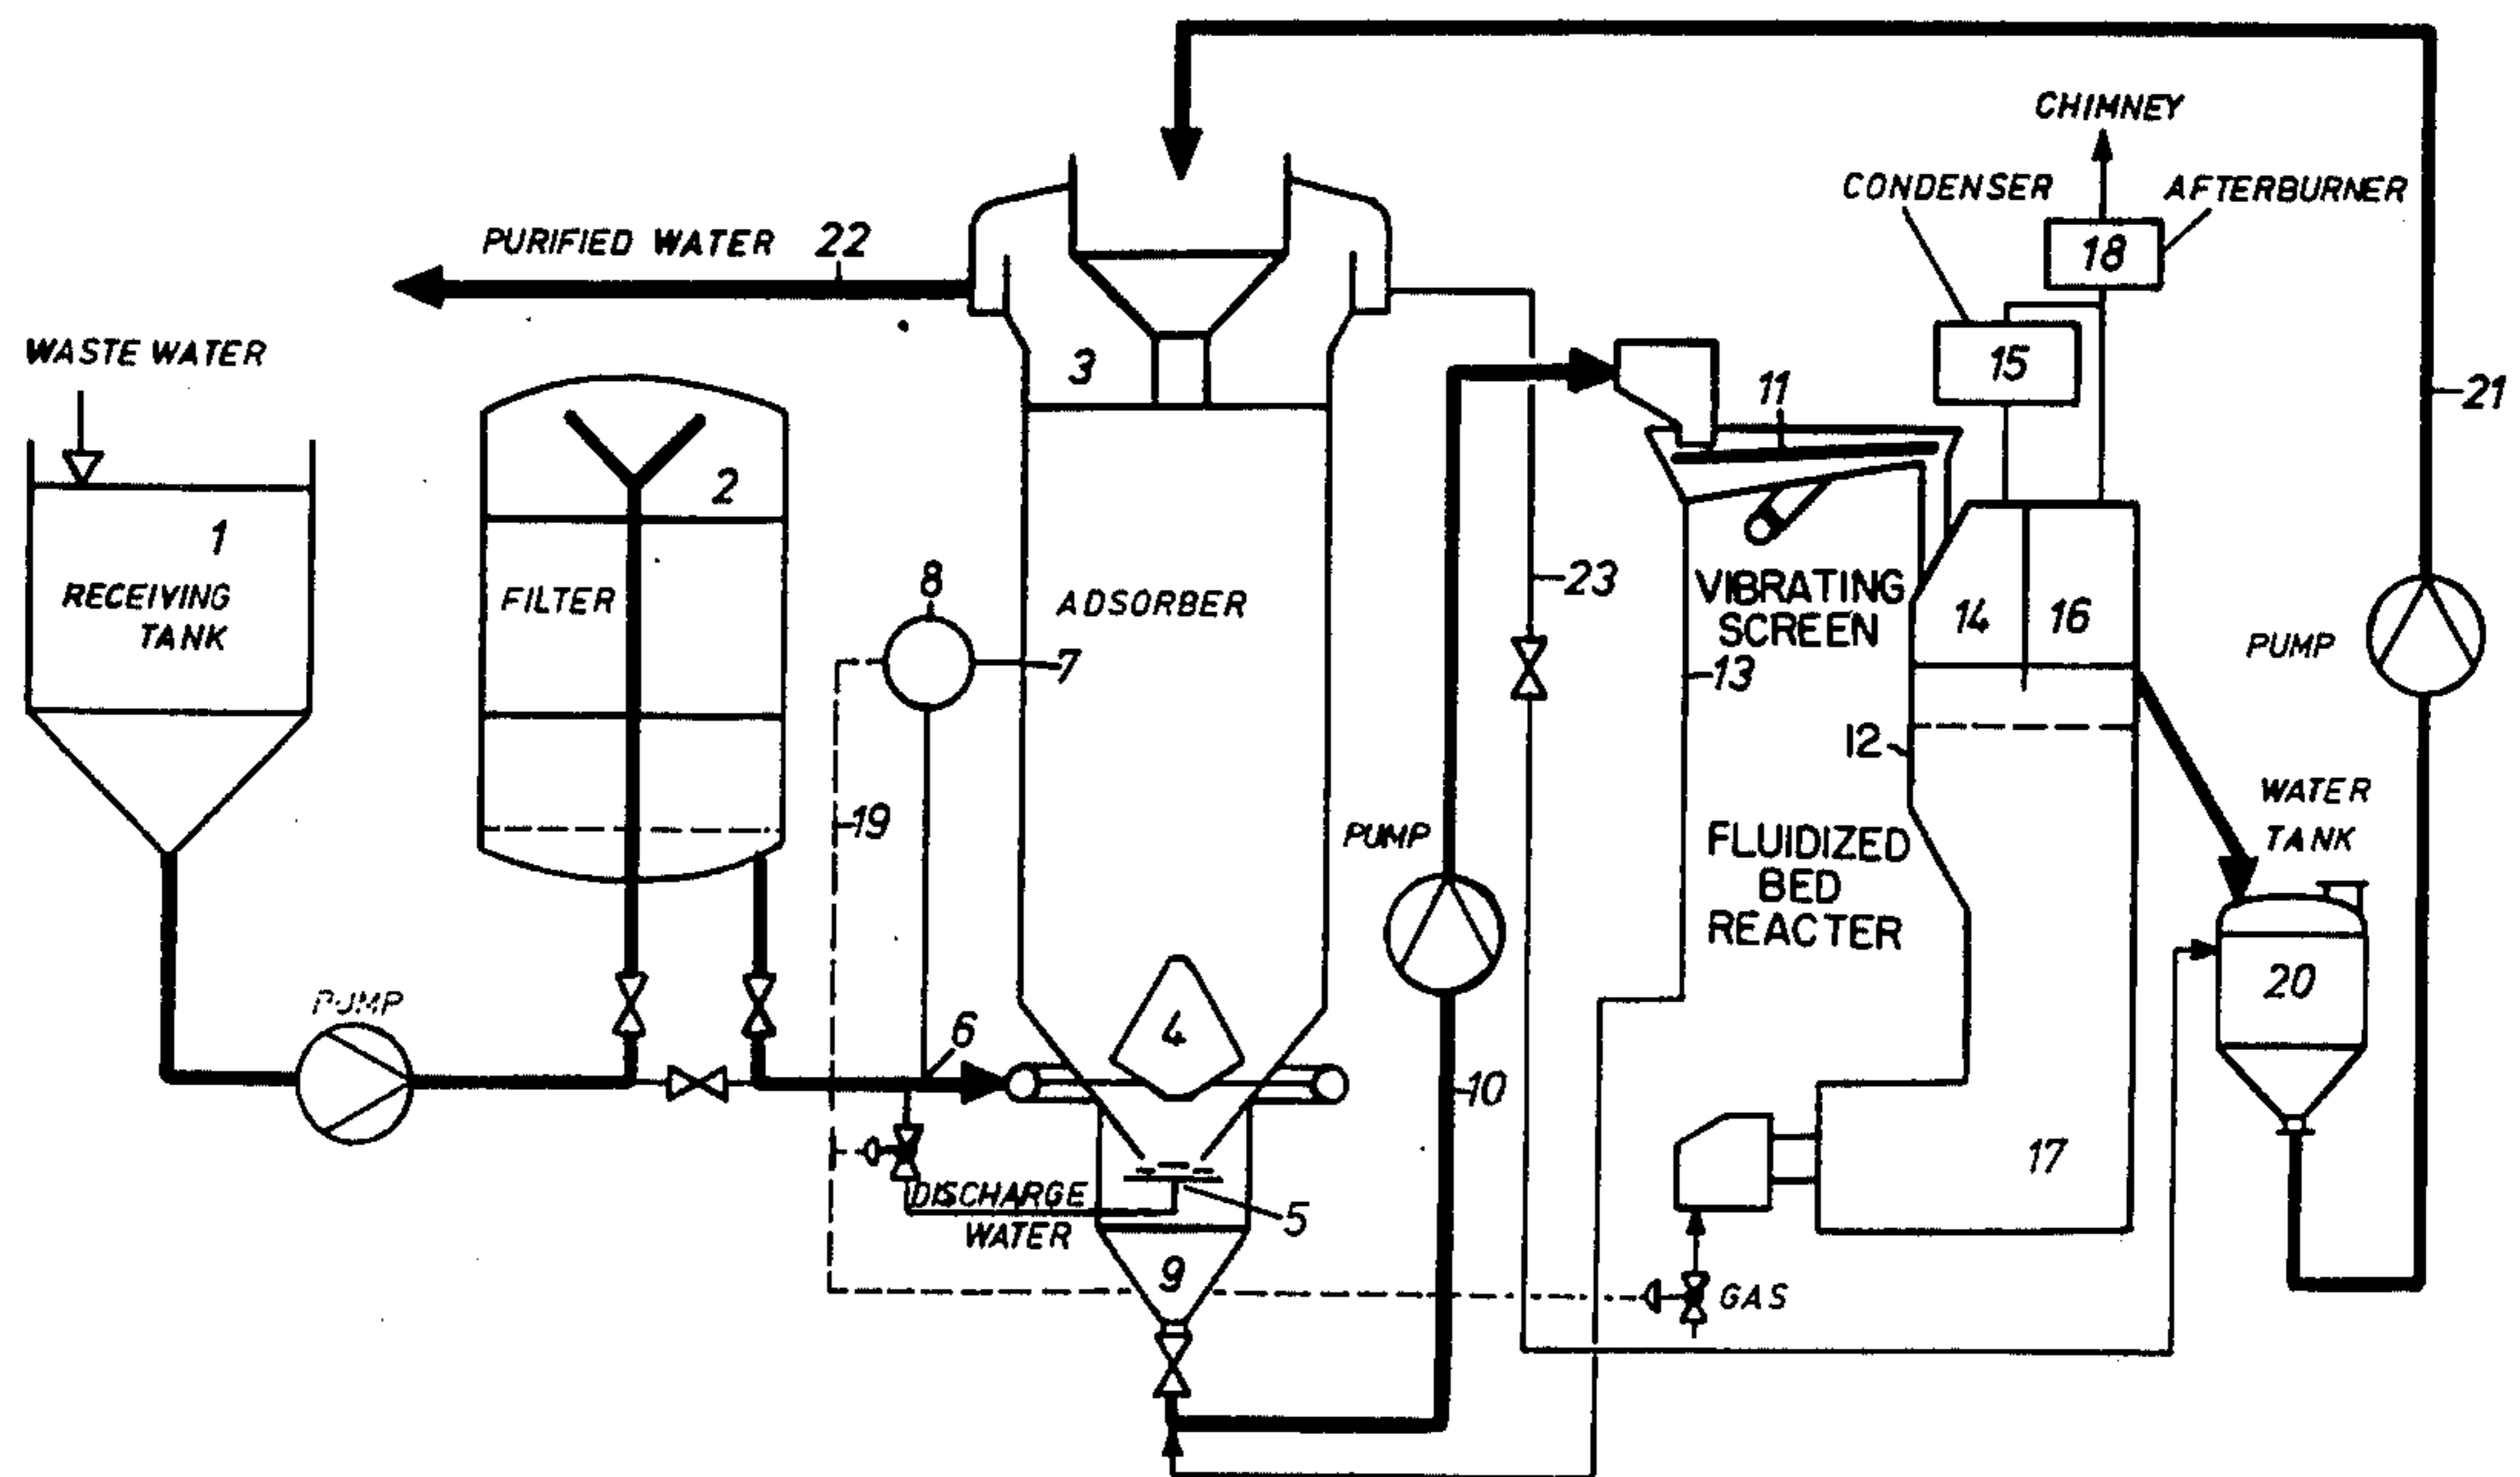 CHIMNEY
CONDENSER
AFTERBURNER
18
PURIFIED WATER 22
WASTE WATER
3
15
11
21
1
RECEIVING
TANK
2
FILTER
8
ADSORBER
7
23
VIBRATING
SCREEN
14
16
PUMP
13
12
19
PUMP
FLUIDIZED
BED
REACTER
WATER
TANK
20
PUMP
4
6
10
17
DISCHARGE
WATER
5
9
GAS